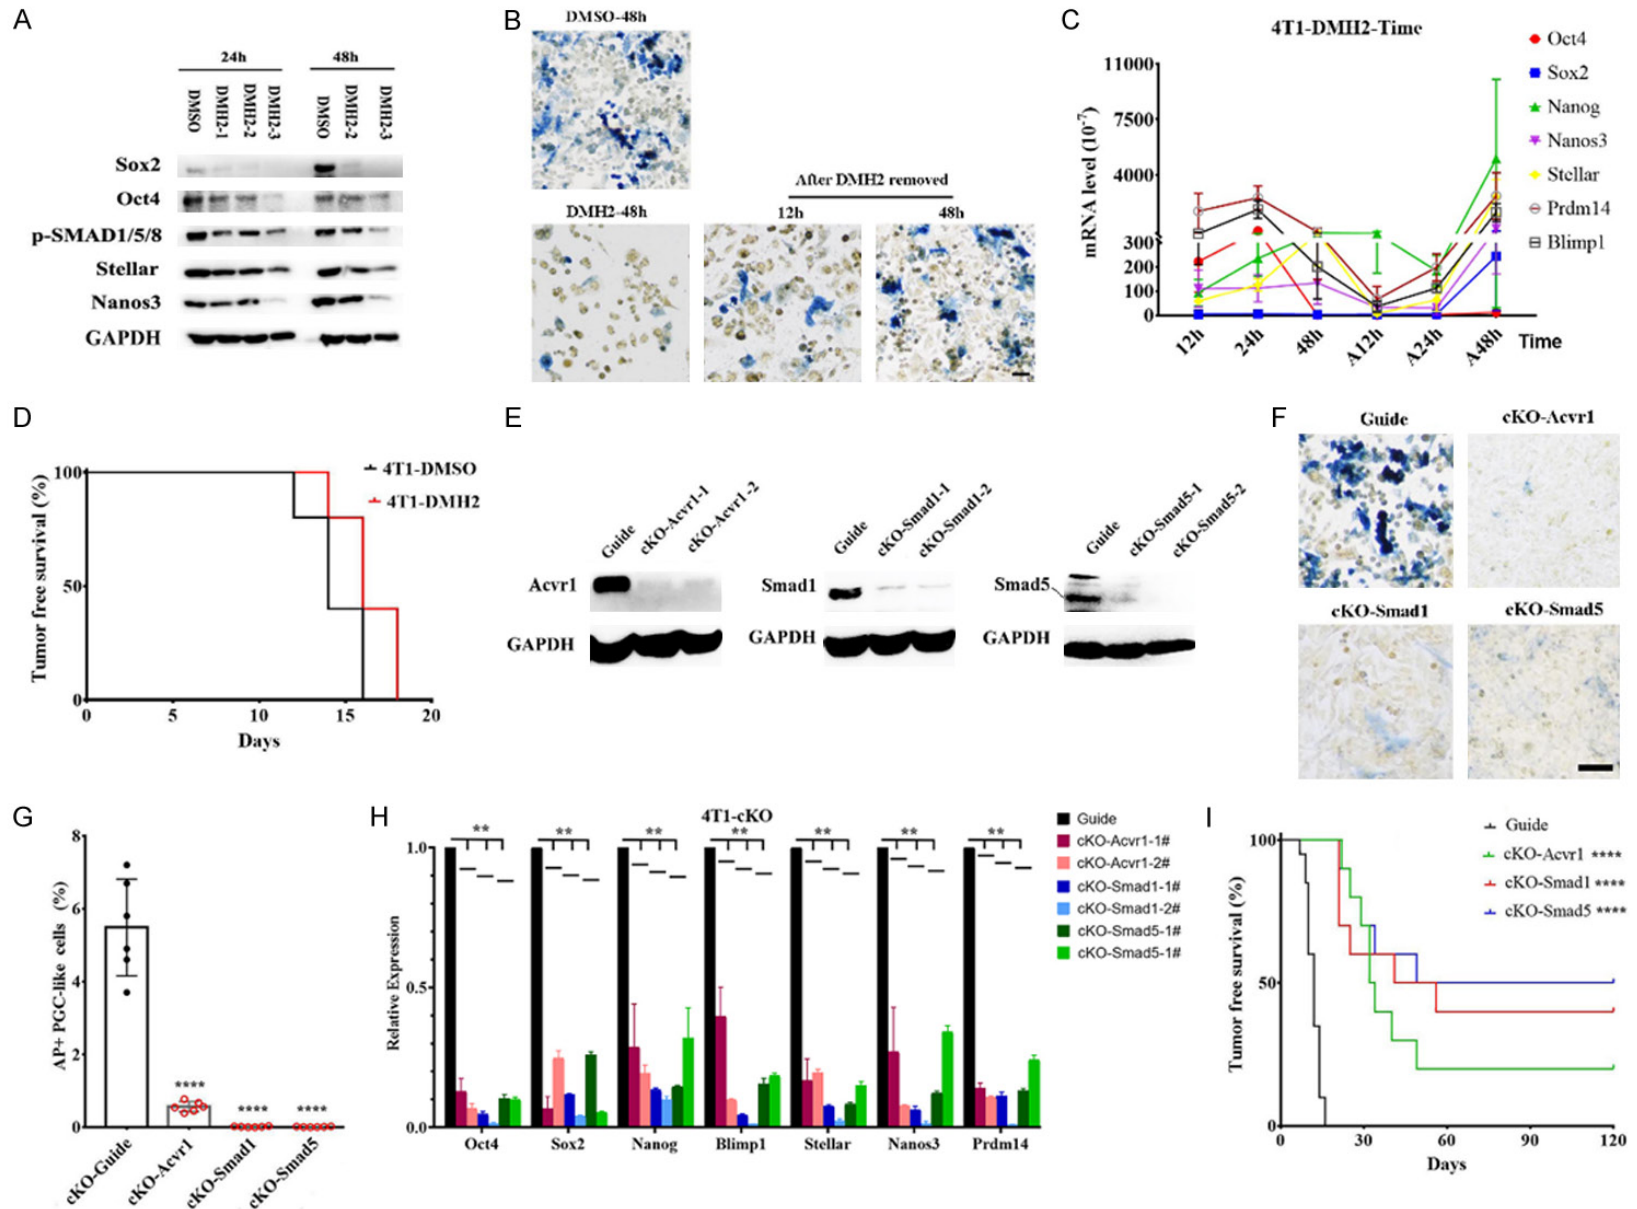 A
24h
48h
DMSO
DMH2-1
DMH2-2
DMH2-3
DMSO
DMH2-2
DMH2-3
Sox2
Oct4
p-SMAD1/5/8
Stellar
Nanos3
GAPDH
B
DMSO-48h
After DMH2 removed
DMH2-48h
12h
48h
C
4T1-DMH2-Time
mRNA level (10⁻⁷)
11000
7500
4000
300
200
100
0
12h
24h
48h
A12h
A24h
A48h
Time
Oct4
Sox2
Nanog
Nanos3
Stellar
Prdm14
Blimp1
D
Tumor free survival (%)
100
50
0
0
5
10
15
20
Days
4T1-DMSO
4T1-DMH2
E
Guide
cKO-Acvr1-1
cKO-Acvr1-2
Acvr1
GAPDH
Guide
cKO-Smad1-1
cKO-Smad1-2
Smad1
GAPDH
Guide
cKO-Smad5-1
cKO-Smad5-2
Smad5
GAPDH
F
Guide
cKO-Acvr1
cKO-Smad1
cKO-Smad5
G
AP+ PGC-like cells (%)
8
6
4
2
0
****
****
****
cKO-Guide
cKO-Acvr1
cKO-Smad1
cKO-Smad5
H
4T1-cKO
Relative Expression
1.0
0.5
0.0
**
**
**
**
**
**
**
Oct4
Sox2
Nanog
Blimp1
Stellar
Nanos3
Prdm14
Guide
cKO-Acvr1-1#
cKO-Acvr1-2#
cKO-Smad1-1#
cKO-Smad1-2#
cKO-Smad5-1#
cKO-Smad5-1#
I
Tumor free survival (%)
100
50
0
0
30
60
90
120
Days
Guide
cKO-Acvr1 ****
cKO-Smad1 ****
cKO-Smad5 ****